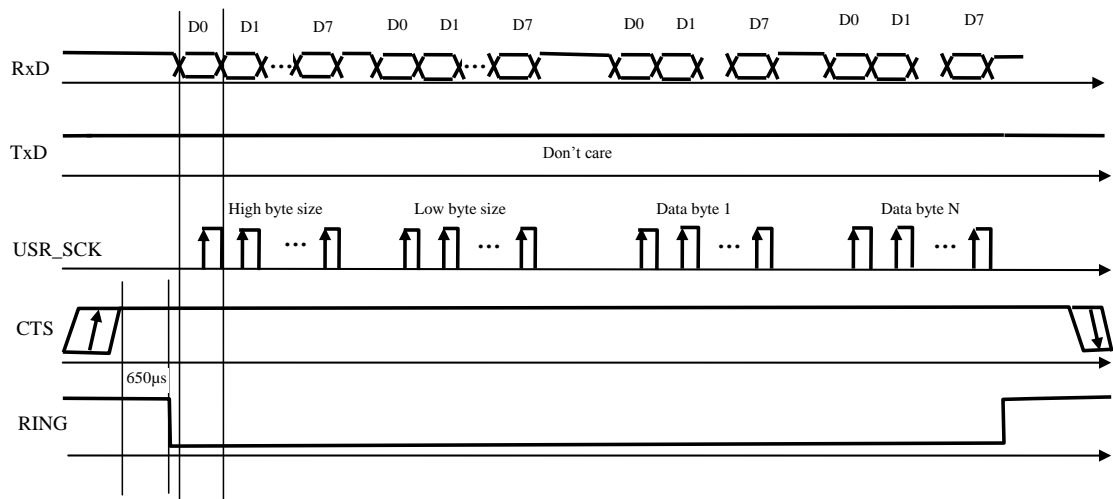 D0 D1 D7 D0 D1 D7 D0 D1 D7 D0 D1 D7
RxD
TxD
Don't care
High byte size Low byte size Data byte 1 Data byte N
USR_SCK
CTS
650µs
RING